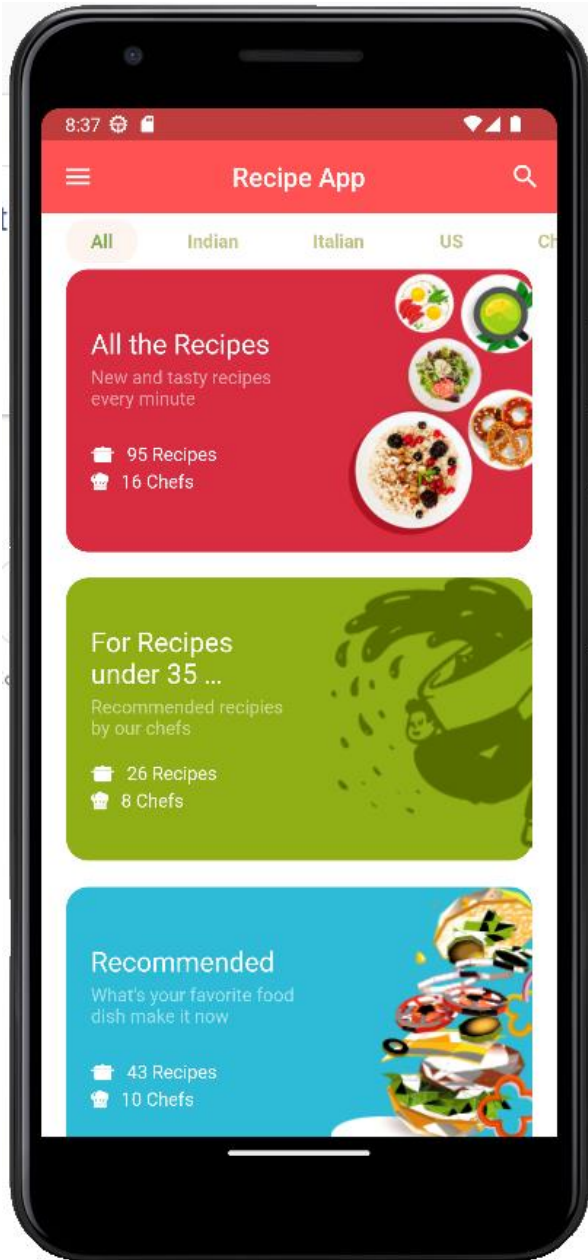 8:37
Recipe App
All Indian Italian US Ch
All the Recipes
New and tasty recipes
every minute
95 Recipes
16 Chefs
For Recipes
under 35 ...
Recommended recipies
by our chefs
26 Recipes
8 Chefs
Recommended
What's your favorite food
dish make it now
43 Recipes
10 Chefs